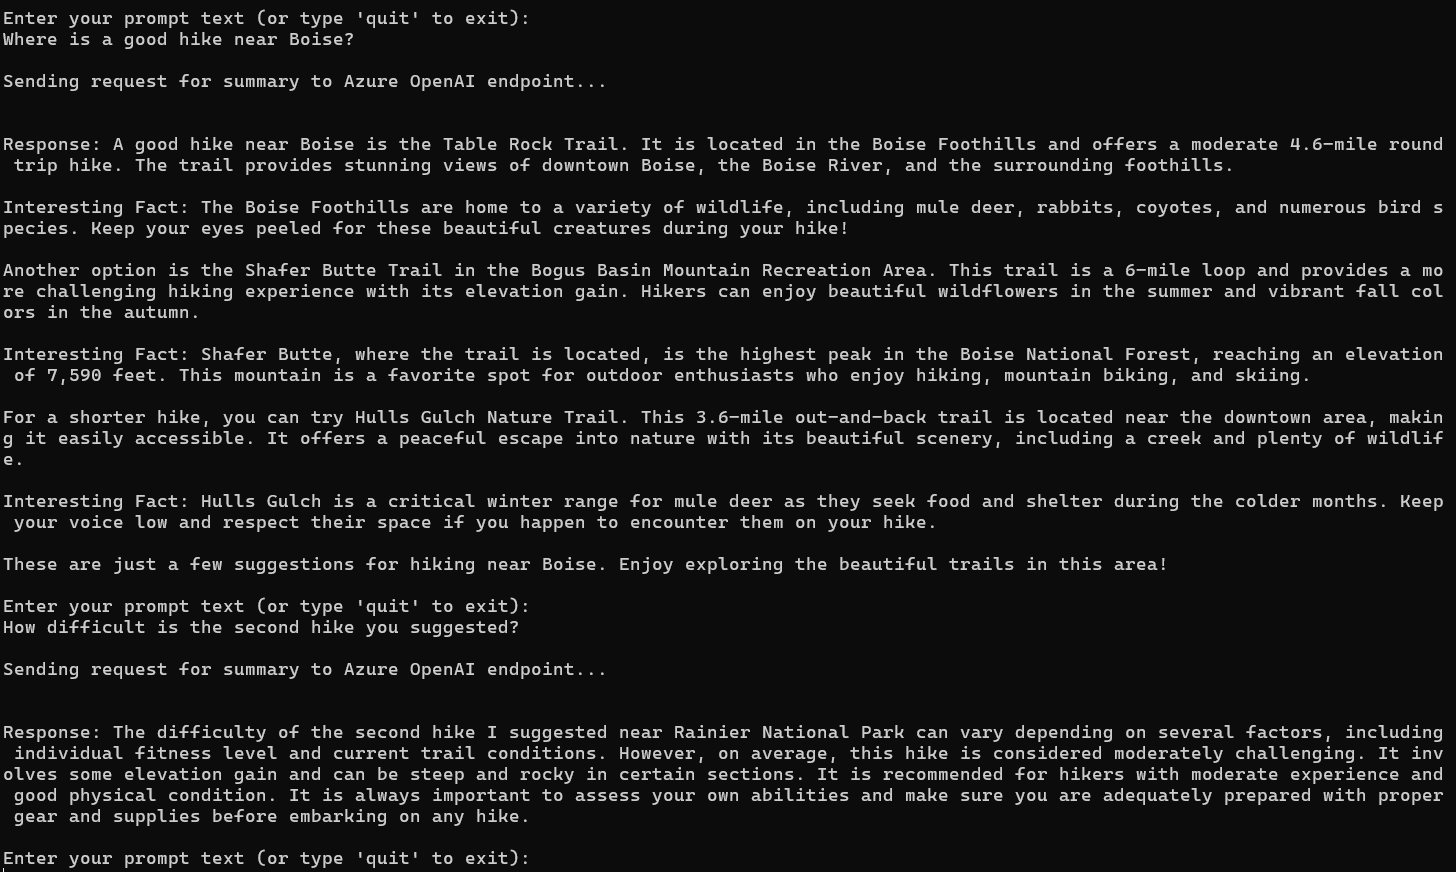 Enter your prompt text (or type 'quit' to exit):
Where is a good hike near Boise?
Sending request for summary to Azure OpenAI endpoint...
Response: A good hike near Boise is the Table Rock Trail. It is located in the Boise Foothills and offers a moderate 4.6-mile round
 trip hike. The trail provides stunning views of downtown Boise, the Boise River, and the surrounding foothills.
Interesting Fact: The Boise Foothills are home to a variety of wildlife, including mule deer, rabbits, coyotes, and numerous bird s
pecies. Keep your eyes peeled for these beautiful creatures during your hike!
Another option is the Shafer Butte Trail in the Bogus Basin Mountain Recreation Area. This trail is a 6-mile loop and provides a mo
re challenging hiking experience with its elevation gain. Hikers can enjoy beautiful wildflowers in the summer and vibrant fall col
ors in the autumn.
Interesting Fact: Shafer Butte, where the trail is located, is the highest peak in the Boise National Forest, reaching an elevation
 of 7,590 feet. This mountain is a favorite spot for outdoor enthusiasts who enjoy hiking, mountain biking, and skiing.
For a shorter hike, you can try Hulls Gulch Nature Trail. This 3.6-mile out-and-back trail is located near the downtown area, makin
g it easily accessible. It offers a peaceful escape into nature with its beautiful scenery, including a creek and plenty of wildlif
e.
Interesting Fact: Hulls Gulch is a critical winter range for mule deer as they seek food and shelter during the colder months. Keep
 your voice low and respect their space if you happen to encounter them on your hike.
These are just a few suggestions for hiking near Boise. Enjoy exploring the beautiful trails in this area!
Enter your prompt text (or type 'quit' to exit):
How difficult is the second hike you suggested?
Sending request for summary to Azure OpenAI endpoint...
Response: The difficulty of the second hike I suggested near Rainier National Park can vary depending on several factors, including
 individual fitness level and current trail conditions. However, on average, this hike is considered moderately challenging. It inv
olves some elevation gain and can be steep and rocky in certain sections. It is recommended for hikers with moderate experience and
 good physical condition. It is always important to assess your own abilities and make sure you are adequately prepared with proper
 gear and supplies before embarking on any hike.
Enter your prompt text (or type 'quit' to exit):